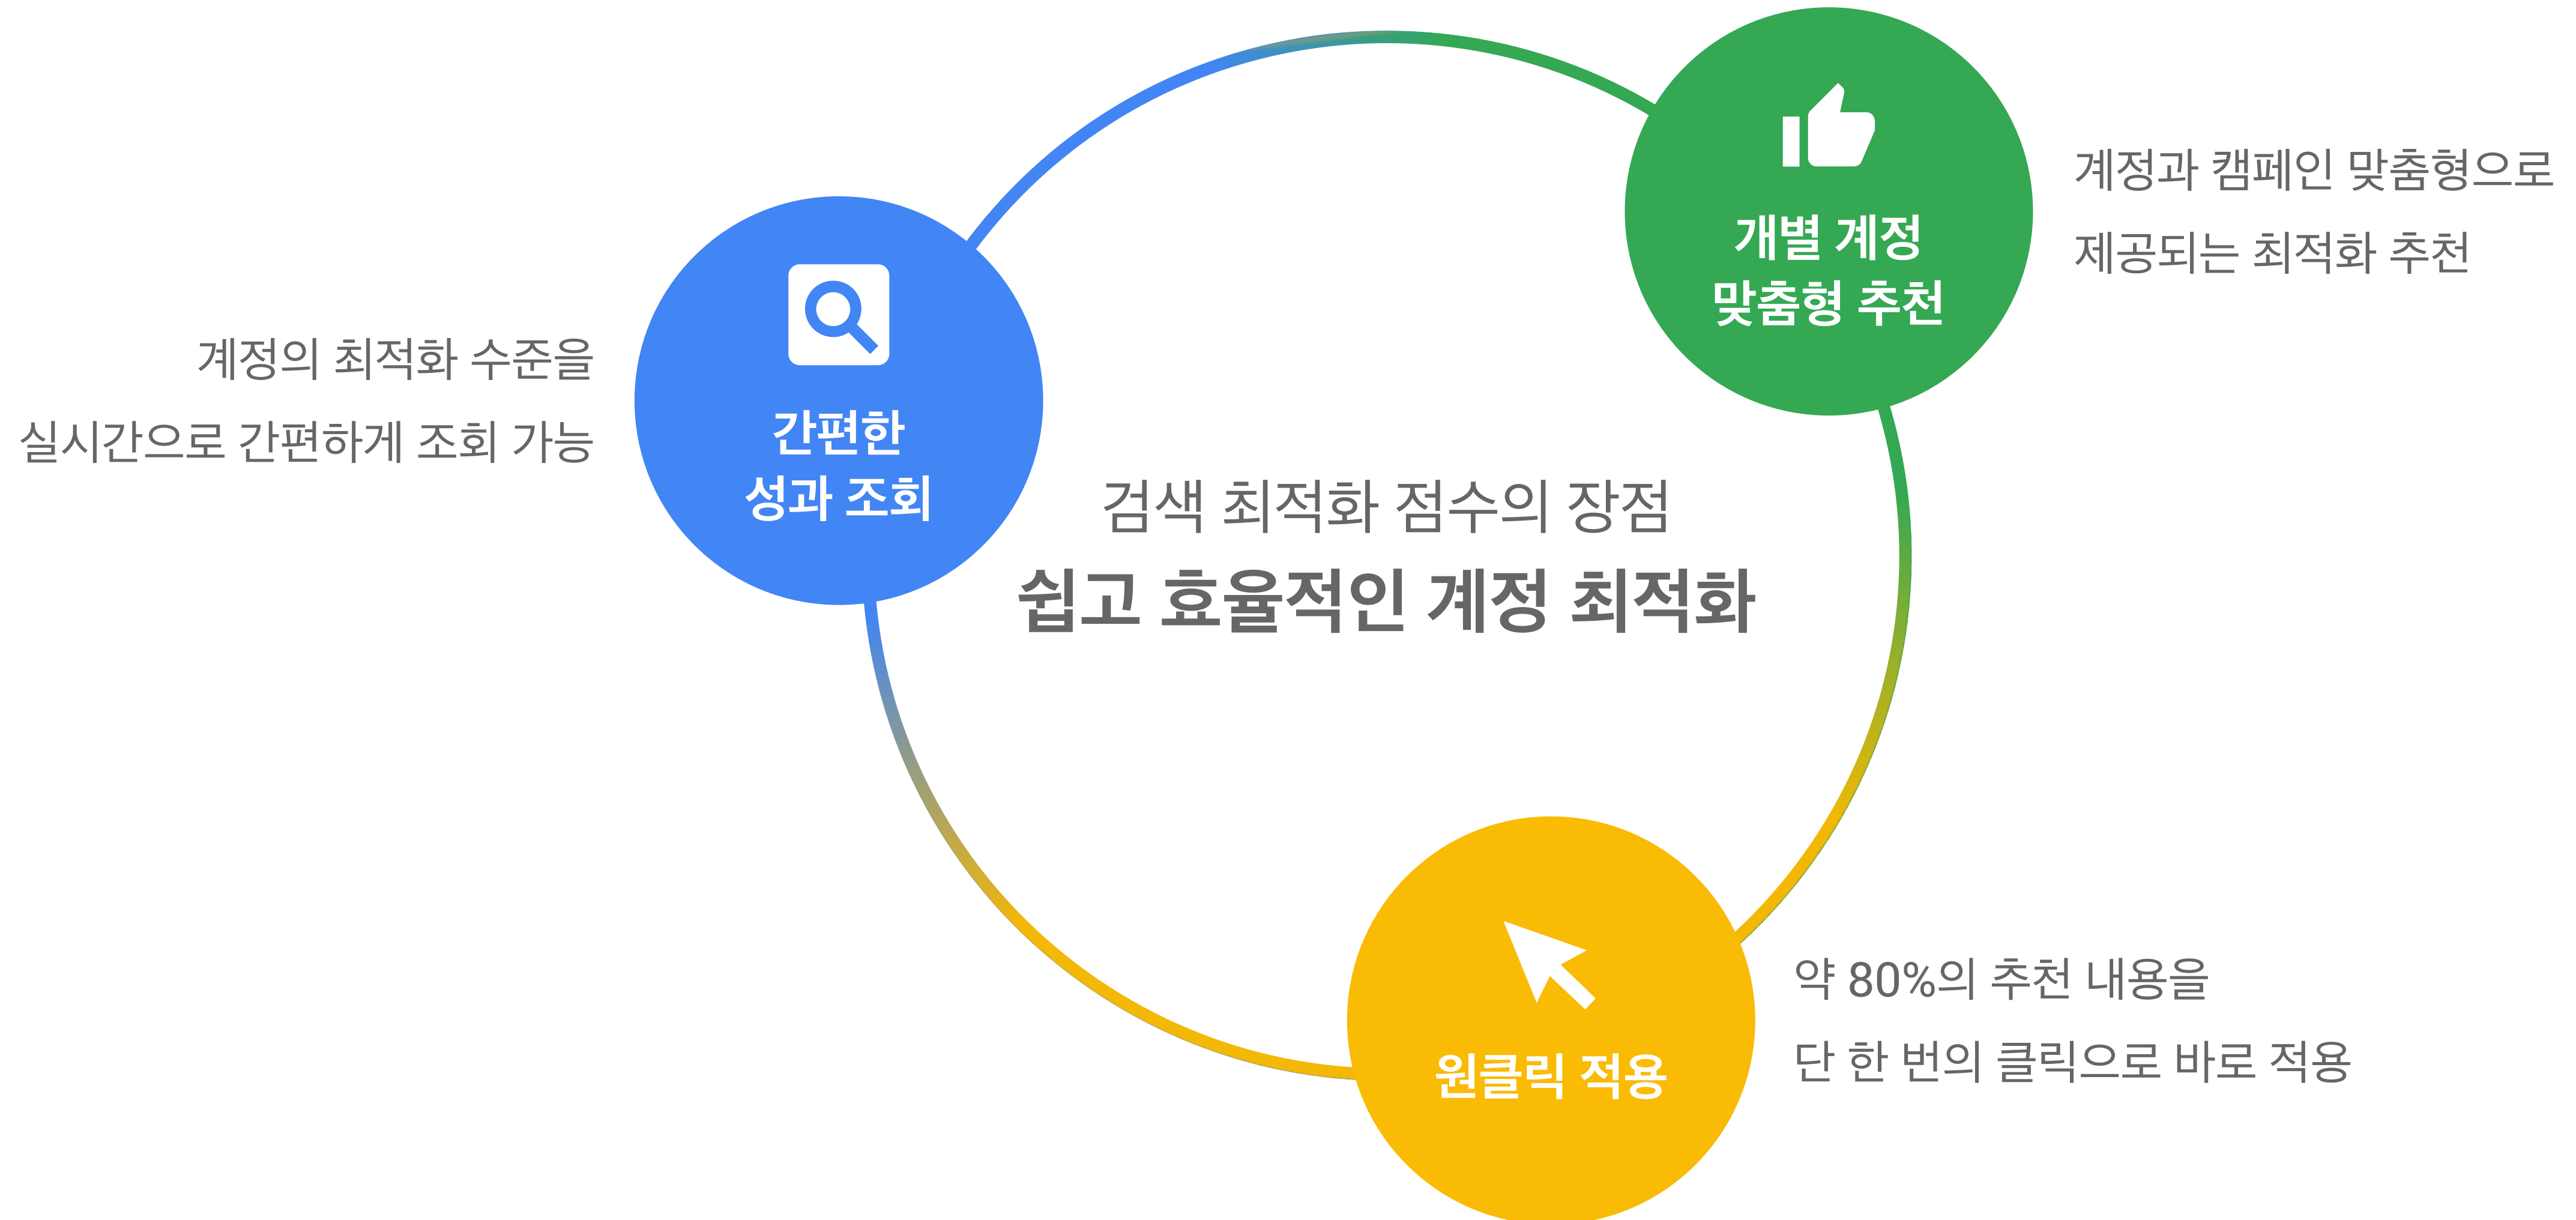 개별 계정
맞춤형 추천
계정과 캠페인 맞춤형으로
제공되는 최적화 추천
계정의 최적화 수준을
실시간으로 간편하게 조회 가능
간편한
성과 조회
검색 최적화 점수의 장점
쉽고 효율적인 계정 최적화
원클릭 적용
약 80%의 추천 내용을
단 한 번의 클릭으로 바로 적용